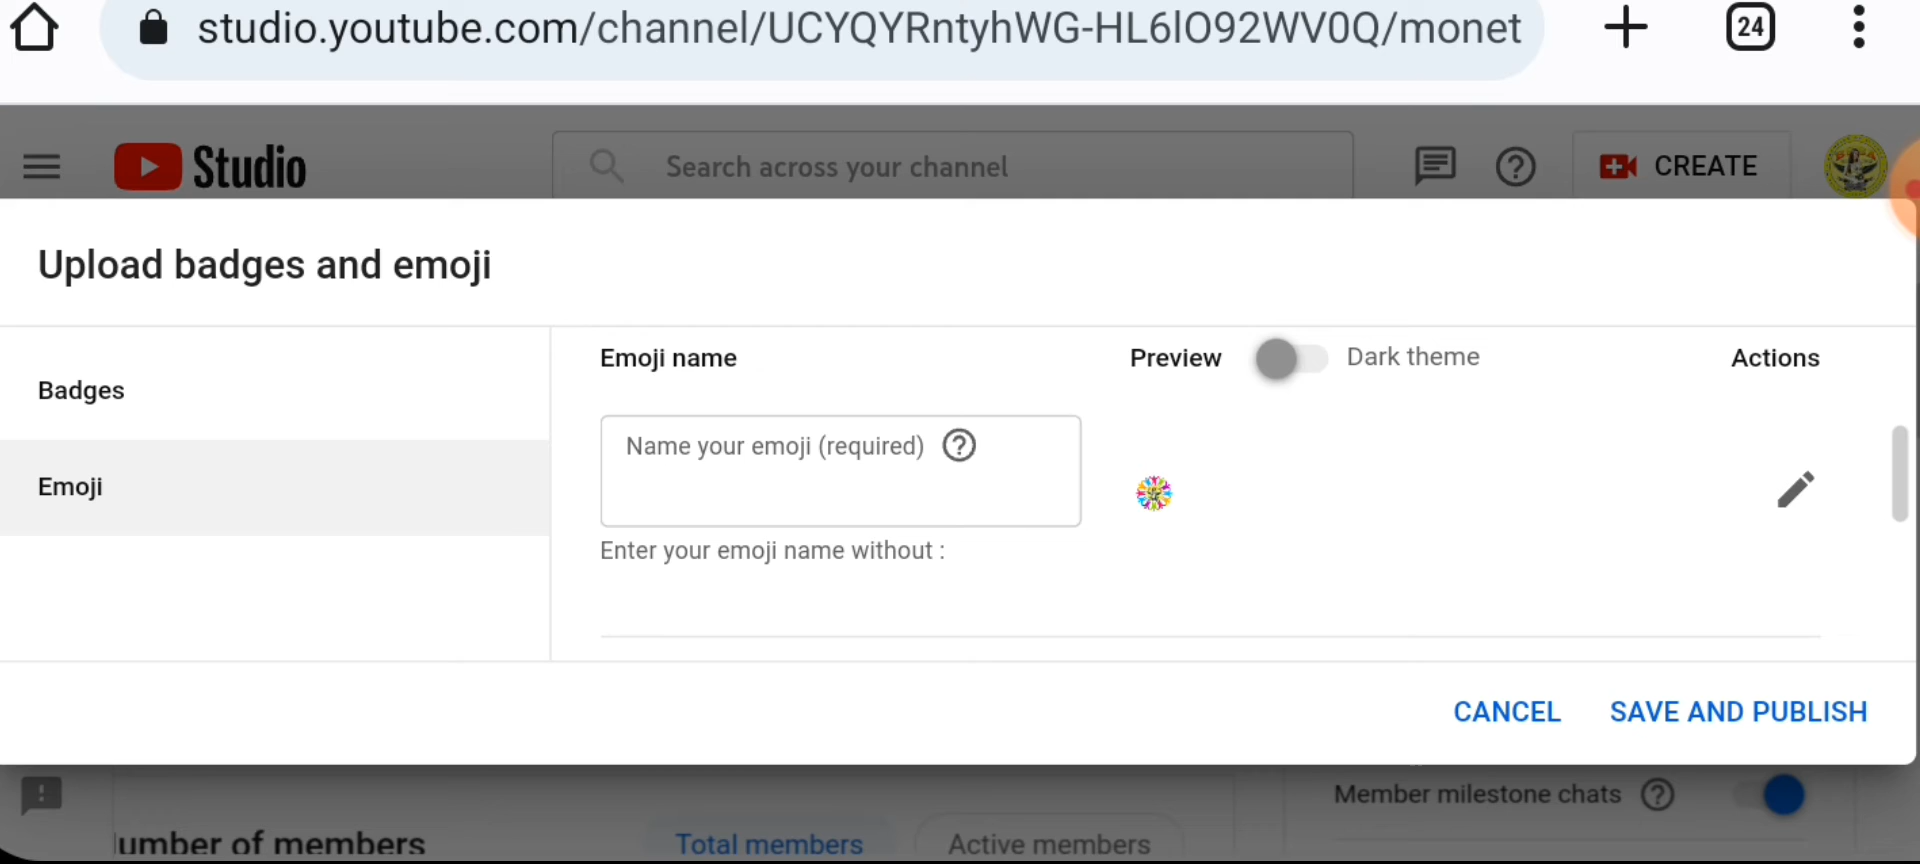 studio.youtube.com/channel/UCYQYRntyhWG-HL6lO92WV0Q/monet
24
Studio
Search across your channel
CREATE
Upload badges and emoji
Badges
Emoji
Emoji name
Preview
Dark theme
Actions
Name your emoji (required)
Enter your emoji name without :
CANCEL
SAVE AND PUBLISH
Member milestone chats
umber of members
Total members
Active members